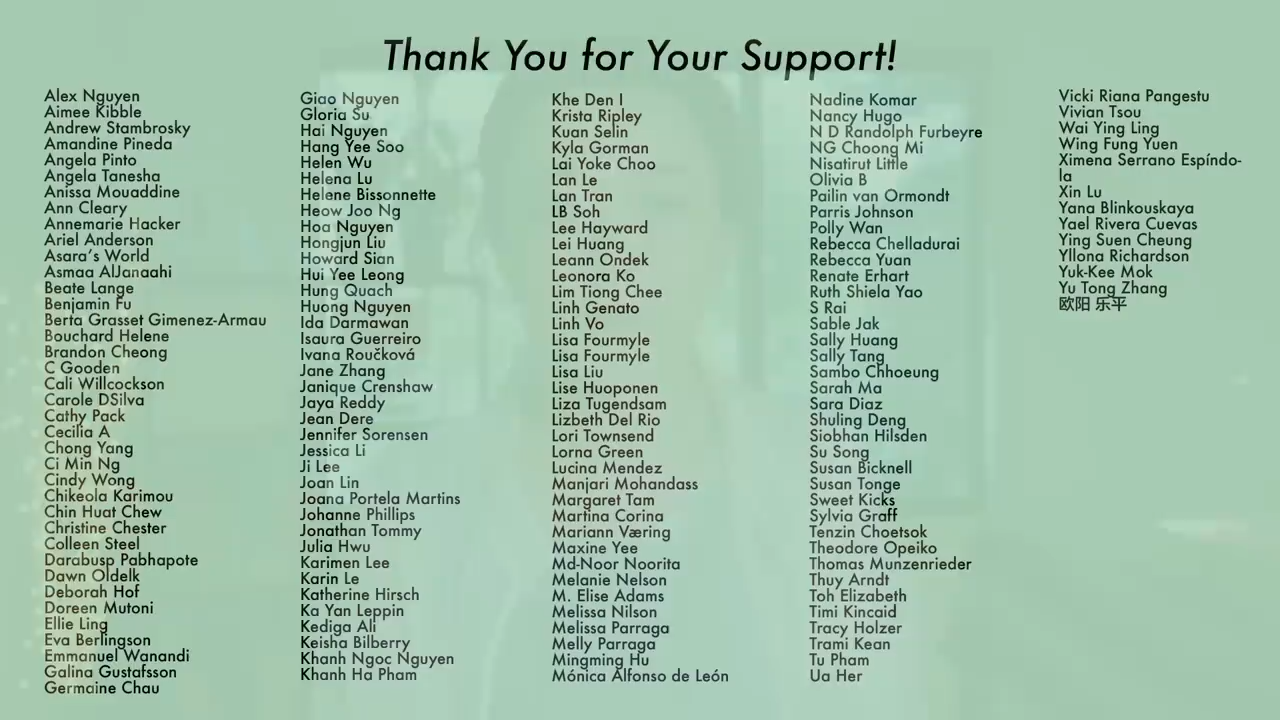 Thank You for Your Support!
Alex Nguyen
Aimee Kibble
Andrew Stambrosky
Amandine Pineda
Angela Pinto
Angela Tanesha
Anissa Mouaddine
Ann Cleary
Annemarie Hacker
Ariel Anderson
Asara’s World
Asmaa AlJanaahi
Beate Lange
Benjamin Fu
Berta Grasset Gimenez-Armau
Bouchard Helene
Brandon Cheong
C Gooden
Cali Willcockson
Carole DSilva
Cathy Pack
Cecilia A
Chong Yang
Ci Min Ng
Cindy Wong
Chikeola Karimou
Chin Huat Chew
Christine Chester
Colleen Steel
Darabusp Pabhapote
Dawn Oldelk
Deborah Hof
Doreen Mutoni
Ellie Ling
Eva Berlingson
Emmanuel Wanandi
Galina Gustafsson
Germaine Chau
Giao Nguyen
Gloria Su
Hai Nguyen
Hang Yee Soo
Helen Wu
Helena Lu
Helene Bissonnette
Heow Joo Ng
Hoa Nguyen
Hongjun Liu
Howard Sian
Hui Yee Leong
Hung Quach
Huong Nguyen
Ida Darmawan
Isaura Guerreiro
Ivana Roučková
Jane Zhang
Janique Crenshaw
Jaya Reddy
Jean Dere
Jennifer Sorensen
Jessica Li
Ji Lee
Joan Lin
Joana Portela Martins
Johanne Phillips
Jonathan Tommy
Julia Hwu
Karimen Lee
Karin Le
Katherine Hirsch
Ka Yan Leppin
Kediga Ali
Keisha Bilberry
Khanh Ngoc Nguyen
Khanh Ha Pham
Khe Den I
Krista Ripley
Kuan Selin
Kyla Gorman
Lai Yoke Choo
Lan Le
Lan Tran
LB Soh
Lee Hayward
Lei Huang
Leann Ondek
Leonora Ko
Lim Tiong Chee
Linh Genato
Linh Vo
Lisa Fourmyle
Lisa Fourmyle
Lisa Liu
Lise Huoponen
Liza Tugendsam
Lizbeth Del Rio
Lori Townsend
Lorna Green
Lucina Mendez
Manjari Mohandass
Margaret Tam
Martina Corina
Mariann Væring
Maxine Yee
Md-Noor Noorita
Melanie Nelson
M. Elise Adams
Melissa Nilson
Melissa Parraga
Melly Parraga
Mingming Hu
Mónica Alfonso de León
Nadine Komar
Nancy Hugo
N D Randolph Furbeyre
NG Choong Mi
Nisatirut Little
Olivia B
Pailin van Ormondt
Parris Johnson
Polly Wan
Rebecca Chelladurai
Rebecca Yuan
Renate Erhart
Ruth Shiela Yao
S Rai
Sable Jak
Sally Huang
Sally Tang
Sambo Chhoeung
Sarah Ma
Sara Diaz
Shuling Deng
Siobhan Hilsden
Su Song
Susan Bicknell
Susan Tonge
Sweet Kicks
Sylvia Graff
Tenzin Choetsok
Theodore Opeiko
Thomas Munzenrieder
Thuy Arndt
Toh Elizabeth
Timi Kincaid
Tracy Holzer
Trami Kean
Tu Pham
Ua Her
Vicki Riana Pangestu
Vivian Tsou
Wai Ying Ling
Wing Fung Yuen
Ximena Serrano Espíndo-
la
Xin Lu
Yana Blinkouskaya
Yael Rivera Cuevas
Ying Suen Cheung
Yllona Richardson
Yuk-Kee Mok
Yu Tong Zhang
欧阳 乐平